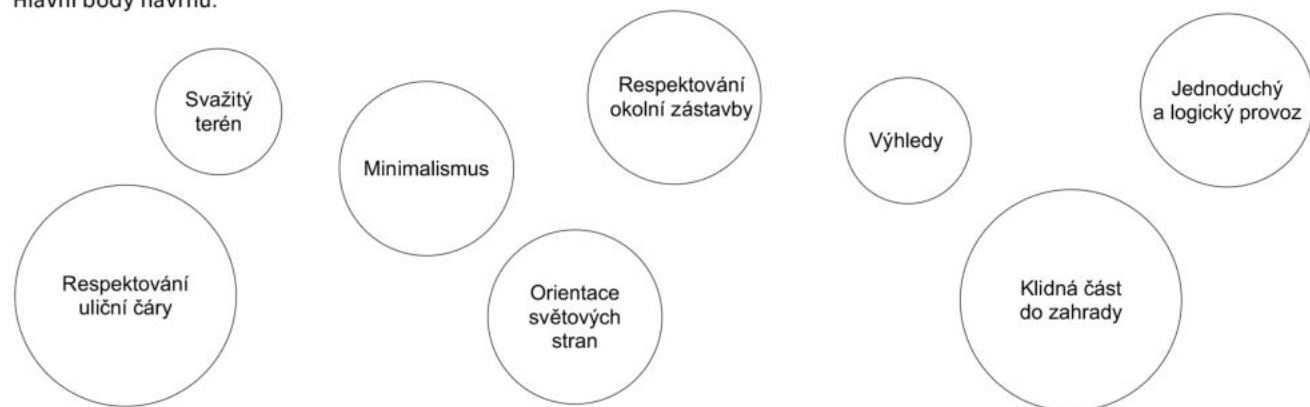 Hlavní body návrhu:
Svažitý
terén
Minimalismus
Respektování
okolní zástavby
Výhledy
Jednoduchý
a logický provoz
Respektování
uliční čáry
Orientace
světových
stran
Klidná část
do zahrady